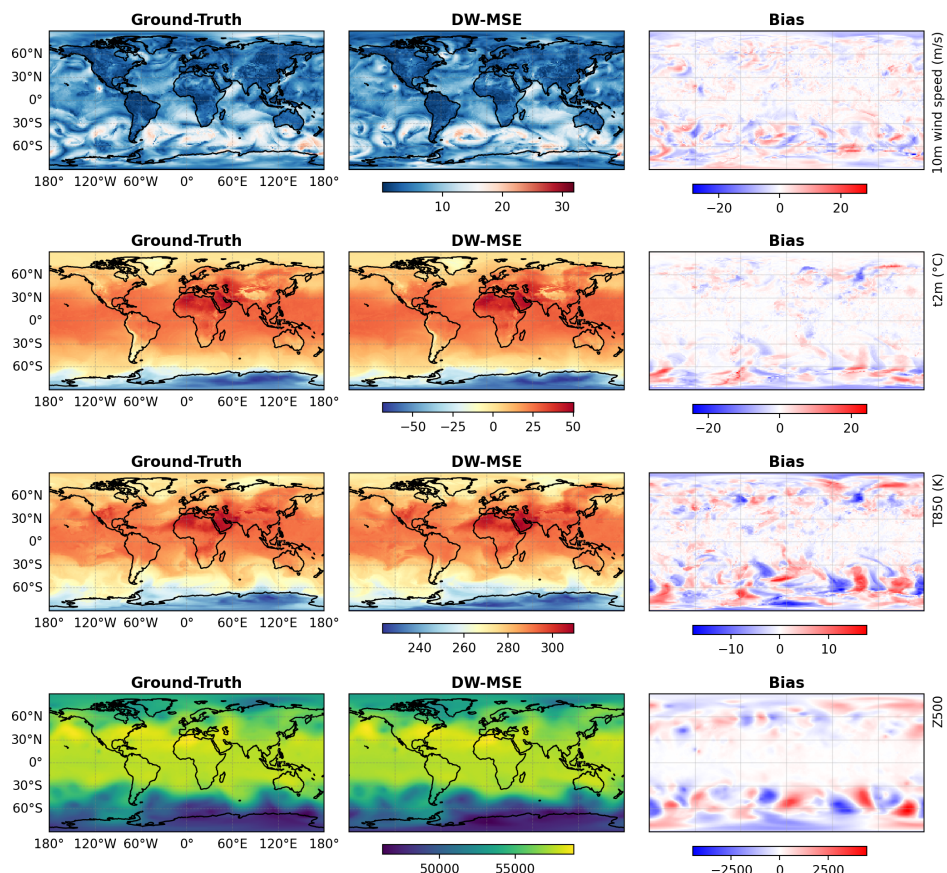 Ground-Truth DW-MSE Bias
60°N
30°N
0°
30°S
60°S
180° 120°W 60°W 0° 60°E 120°E 180°
10 20 30
−20 0 20
10m wind speed (m/s)
Ground-Truth DW-MSE Bias
60°N
30°N
0°
30°S
60°S
180° 120°W 60°W 0° 60°E 120°E 180°
−50 −25 0 25 50
−20 0 20
t2m (°C)
Ground-Truth DW-MSE Bias
60°N
30°N
0°
30°S
60°S
180° 120°W 60°W 0° 60°E 120°E 180°
240 260 280 300
−10 0 10
T850 (K)
Ground-Truth DW-MSE Bias
60°N
30°N
0°
30°S
60°S
180° 120°W 60°W 0° 60°E 120°E 180°
50000 55000
−2500 0 2500
Z500